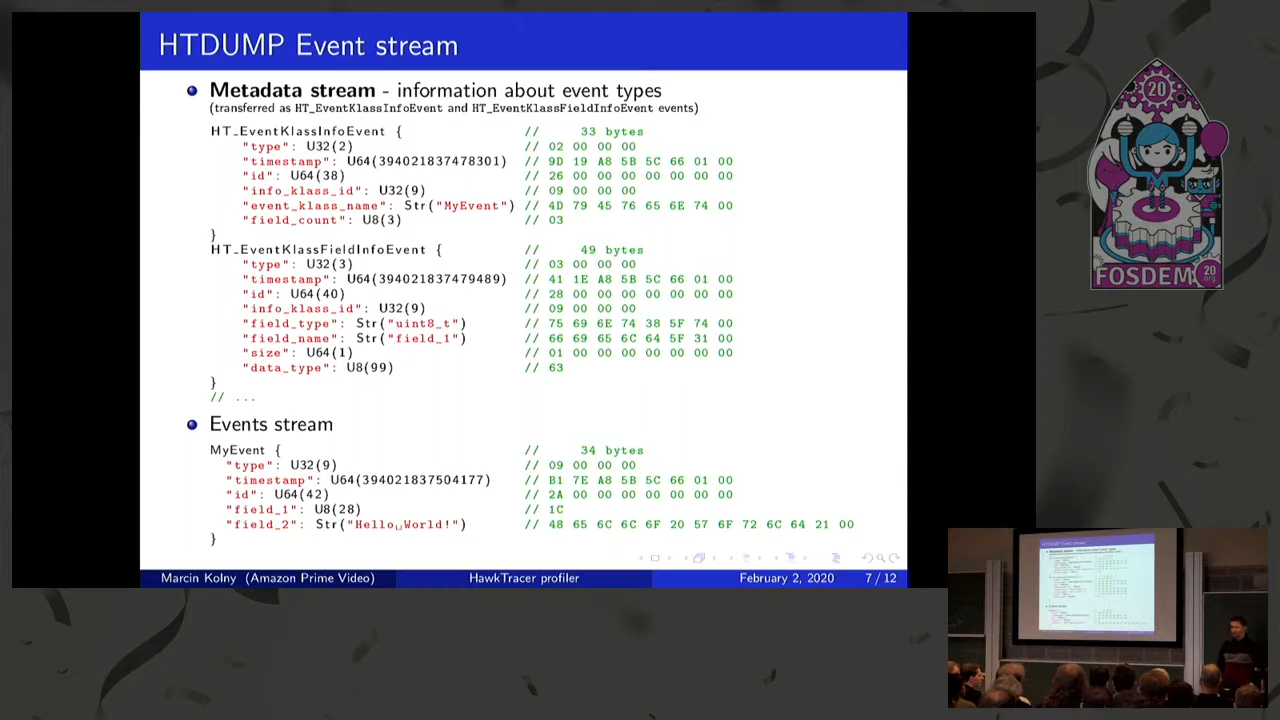 HTDUMP Event stream
Metadata stream - information about event types
(transferred as HT_EventKlassInfoEvent and HT_EventKlassFieldInfoEvent events)
HT_EventKlassInfoEvent { // 33 bytes
"type": U32(2) // 02 00 00 00
"timestamp": U64(394021837478301) // 9D 19 A8 5B 5C 66 01 00
"id": U64(38) // 26 00 00 00 00 00 00 00
"info_klass_id": U32(9) // 09 00 00 00
"event_klass_name": Str("MyEvent") // 4D 79 45 76 65 6E 74 00
"field_count": U8(3) // 03
}
HT_EventKlassFieldInfoEvent { // 49 bytes
"type": U32(3) // 03 00 00 00
"timestamp": U64(394021837479489) // 41 1E A8 5B 5C 66 01 00
"id": U64(40) // 28 00 00 00 00 00 00 00
"info_klass_id": U32(9) // 09 00 00 00
"field_type": Str("uint8_t") // 75 69 6E 74 38 5F 74 00
"field_name": Str("field_1") // 66 69 65 6C 64 5F 31 00
"size": U64(1) // 01 00 00 00 00 00 00 00
"data_type": U8(99) // 63
}
// ...
Events stream
MyEvent { // 34 bytes
"type": U32(9) // 09 00 00 00
"timestamp": U64(394021837504177) // B1 7E A8 5B 5C 66 01 00
"id": U64(42) // 2A 00 00 00 00 00 00 00
"field_1": U8(28) // 1C
"field_2": Str("Hello␣World!") // 48 65 6C 6C 6F 20 57 6F 72 6C 64 21 00
}
Marcin Kolny (Amazon Prime Video) HawkTracer profiler February 2, 2020 7 / 12
20
FOSDEM 20
.org